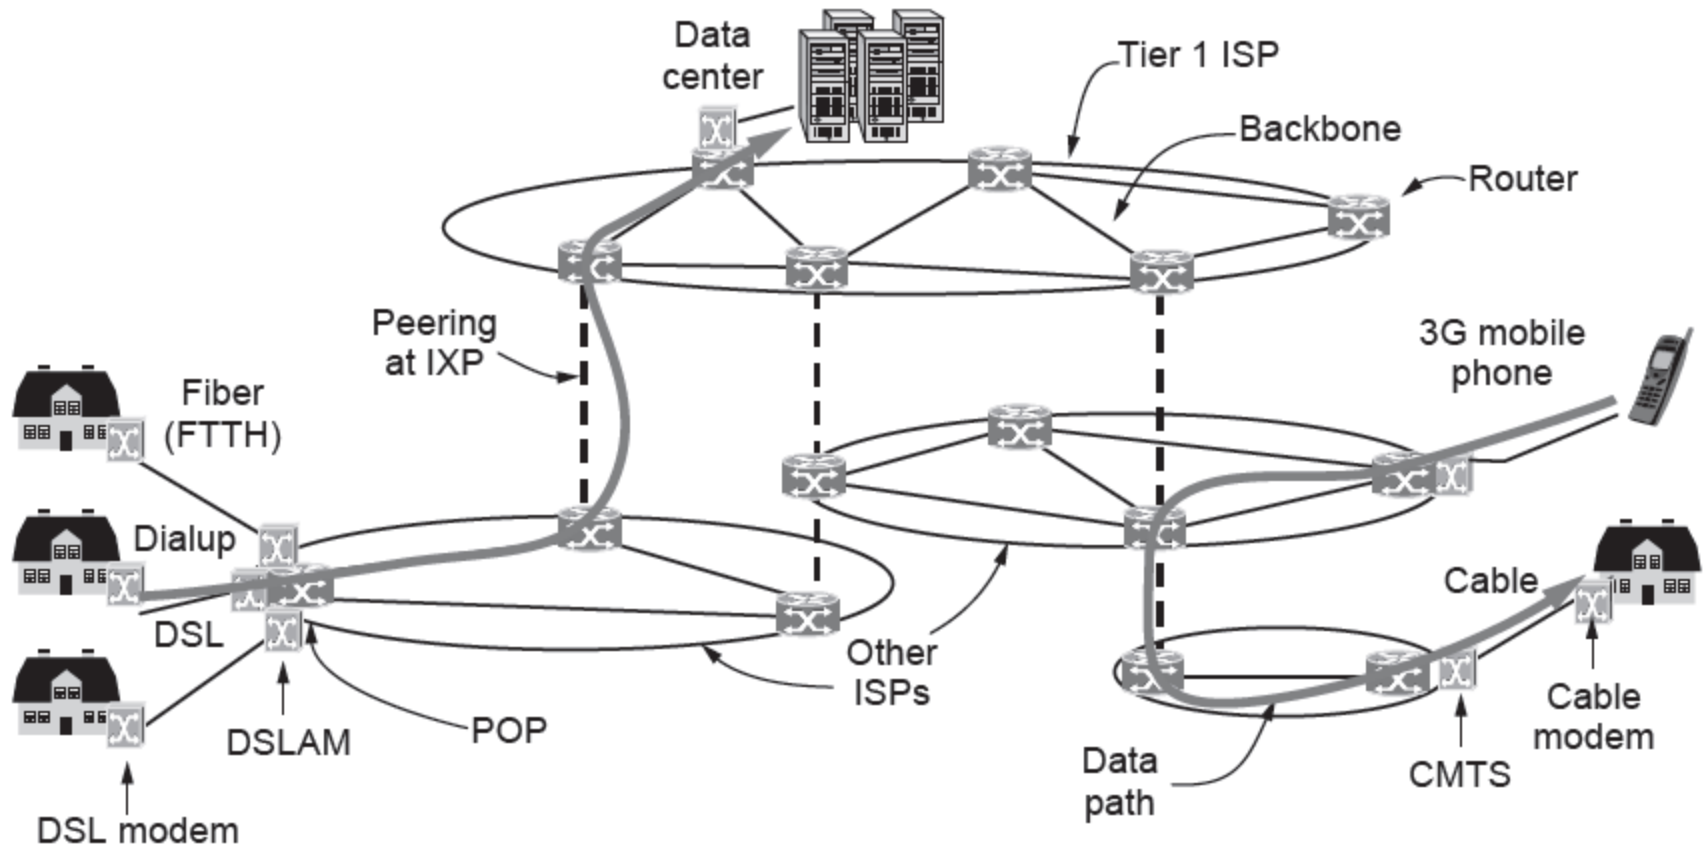 Data
center
Tier 1 ISP
Backbone
Router
Peering
at IXP
3G mobile
phone
Fiber
(FTTH)
Dialup
DSL
Cable
Other
ISPs
POP
DSLAM
DSL modem
Data
path
CMTS
Cable
modem